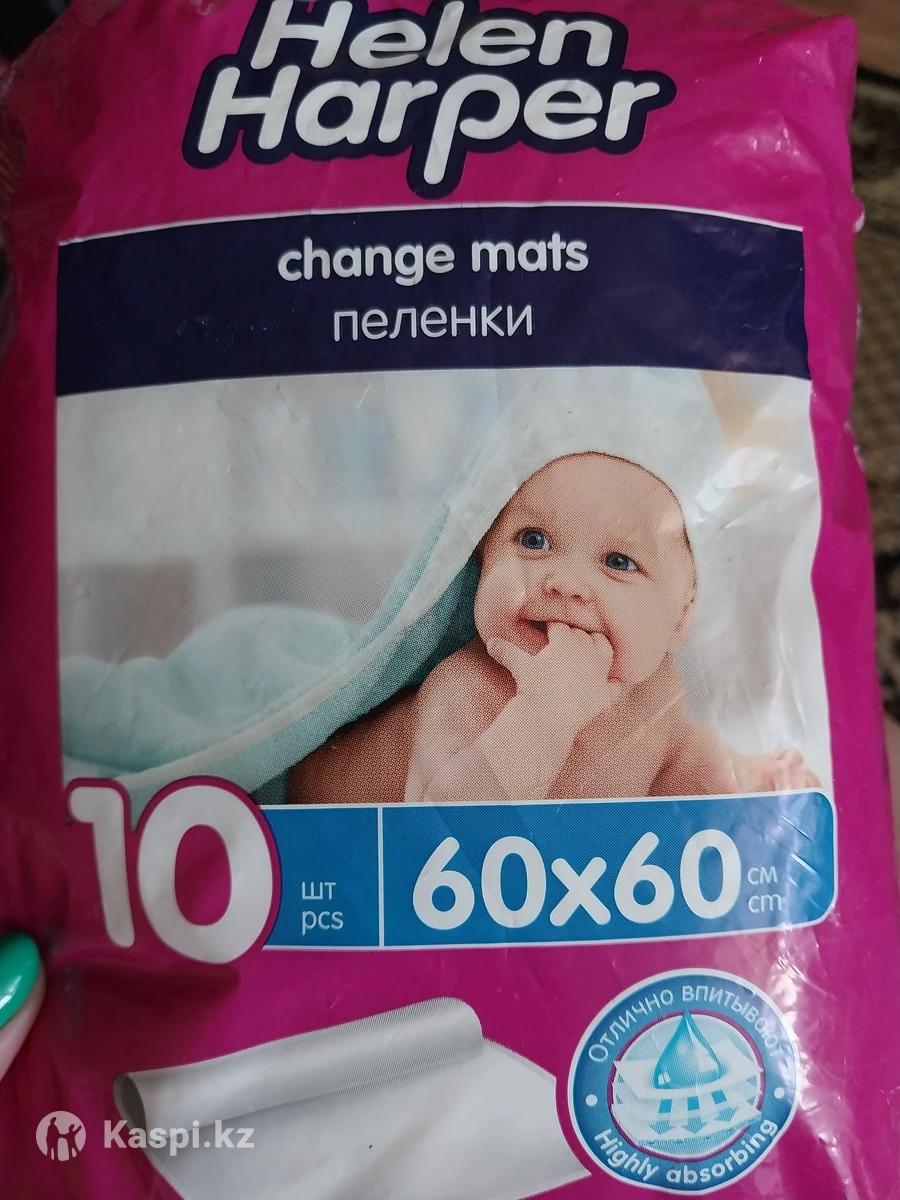 Helen
Harper
change mats
пеленки
10
шт
pcs
60x60
см
cm
Отлично впитывают
Highly absorbing
Kaspi.kz